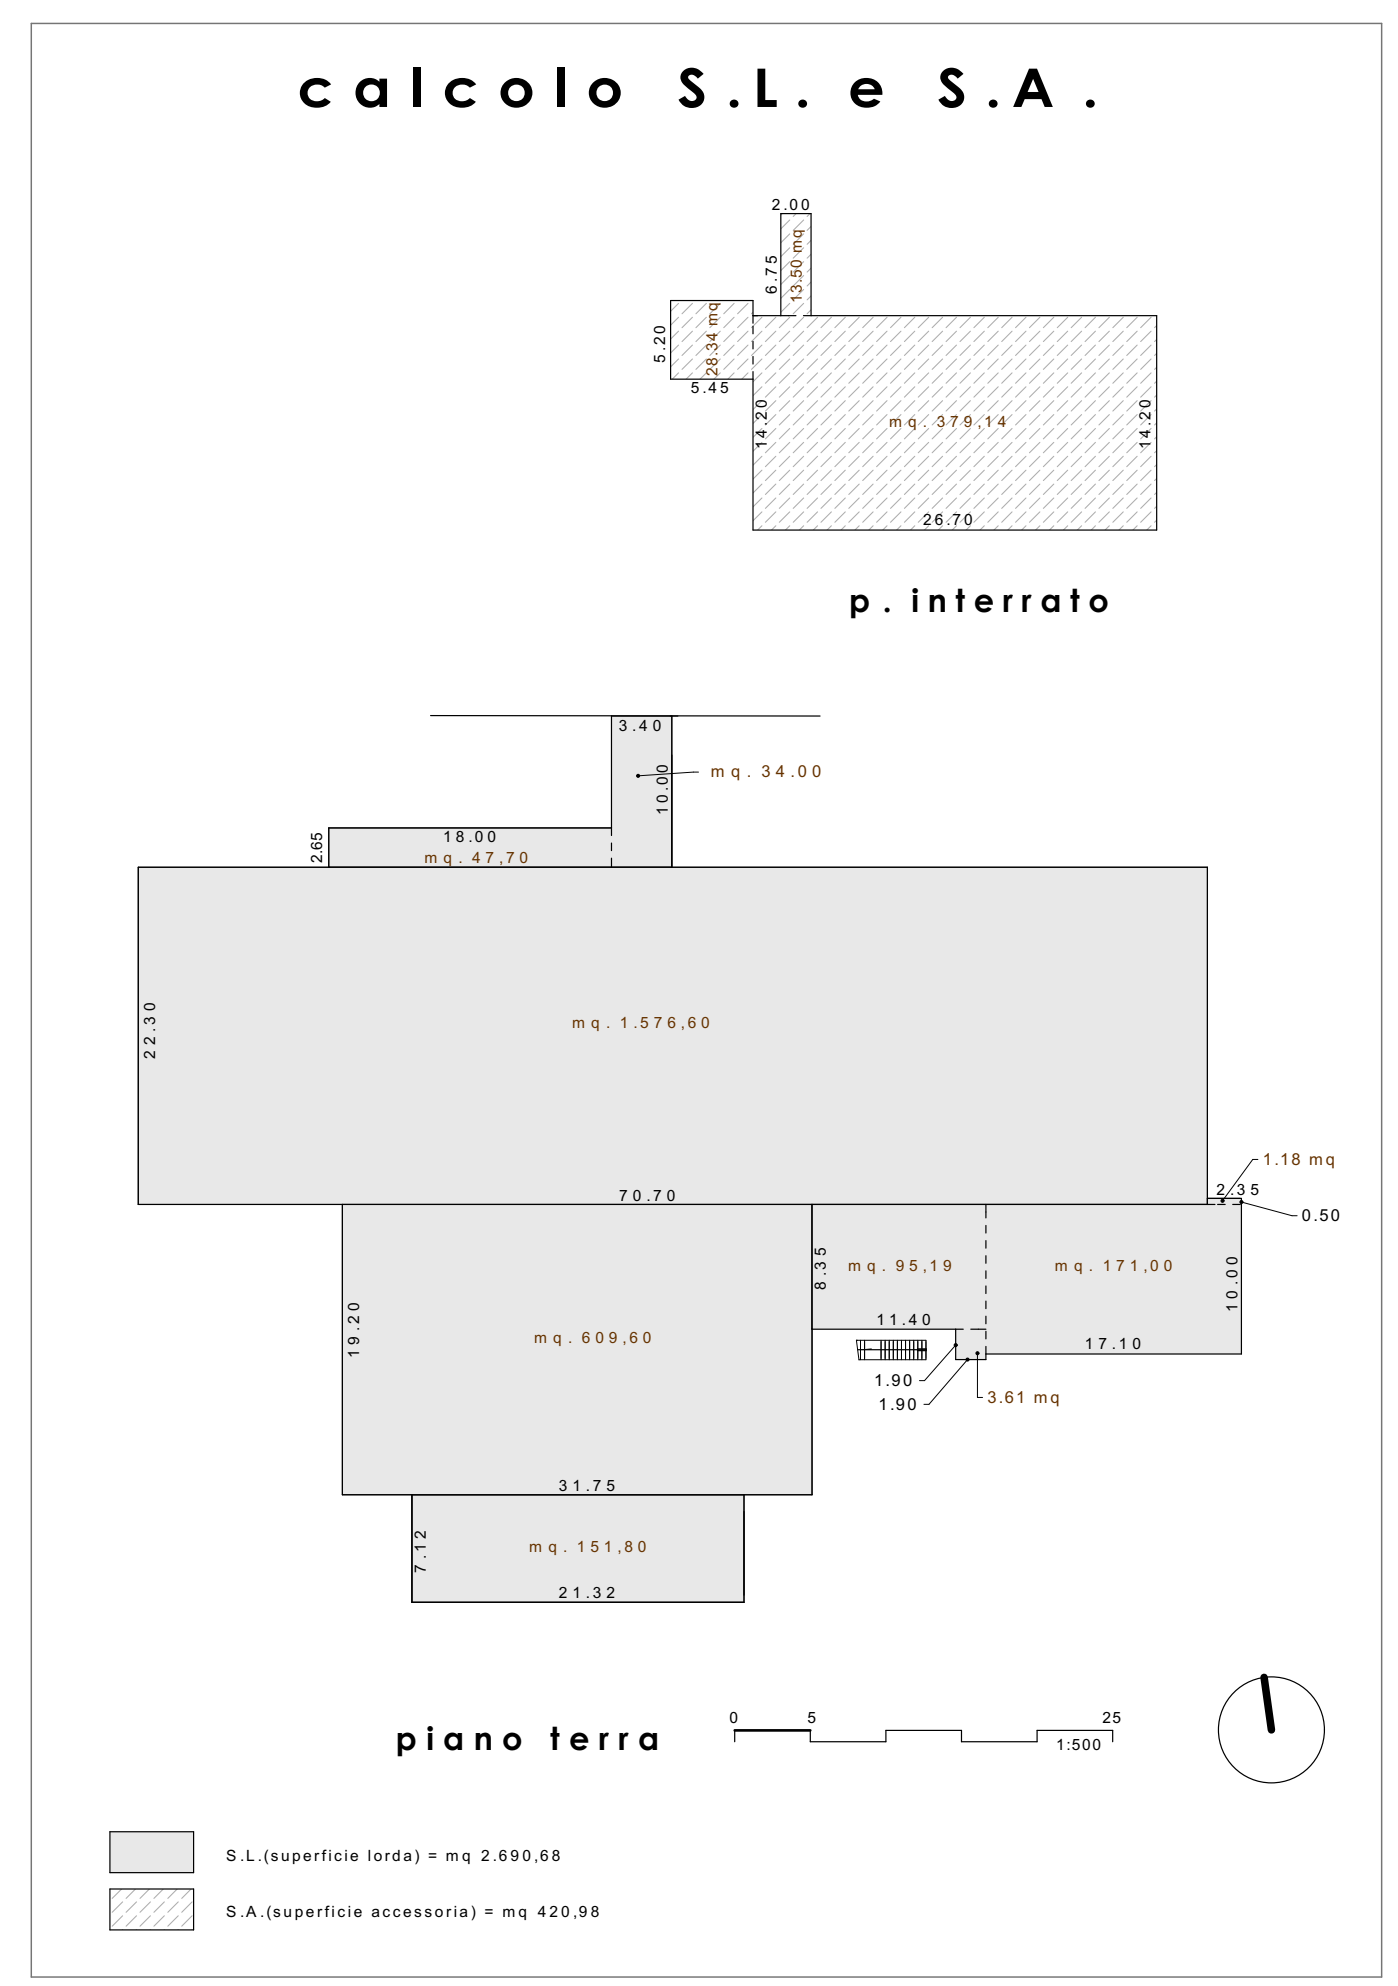 calcolo S.L. e S.A.
2.00
6.75
13.50 mq
5.20
28.34 mq
5.45
14.20
mq. 379,14
14.20
26.70
p. interrato
3.40
10.00
mq. 34.00
2.65
18.00
mq. 47,70
22.30
mq. 1.576,60
70.70
1.18 mq
2.35
0.50
8.35
mq. 95,19
mq. 171,00
10.00
11.40
17.10
19.20
mq. 609,60
1.90
1.90
3.61 mq
31.75
7.12
mq. 151,80
21.32
piano terra
0 5 25
1:500
S.L.(superficie lorda) = mq 2.690,68
S.A.(superficie accessoria) = mq 420,98